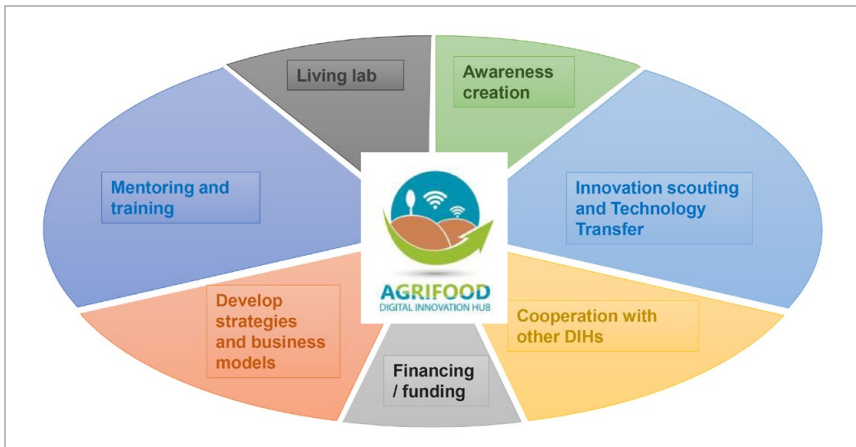 Living lab
Awareness
creation
Mentoring and
training
Innovation scouting
and Technology
Transfer
AGRIFOOD
DIGITAL INNOVATION HUB
Develop
strategies
and business
models
Cooperation with
other DIHs
Financing
/ funding